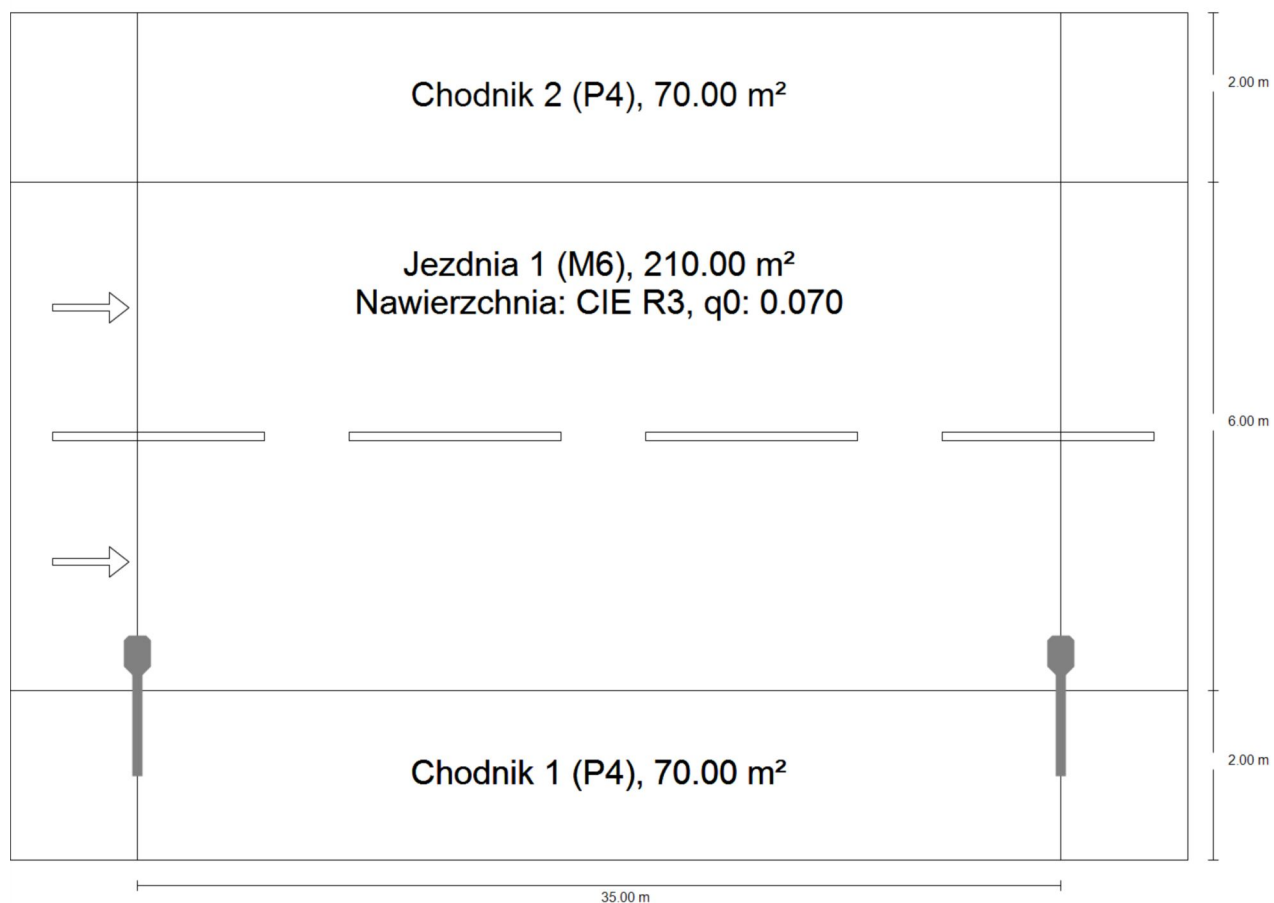 Chodnik 2 (P4), 70.00 m²
2.00 m
Jezdnia 1 (M6), 210.00 m²
Nawierzchnia: CIE R3, q0: 0.070
6.00 m
Chodnik 1 (P4), 70.00 m²
2.00 m
35.00 m